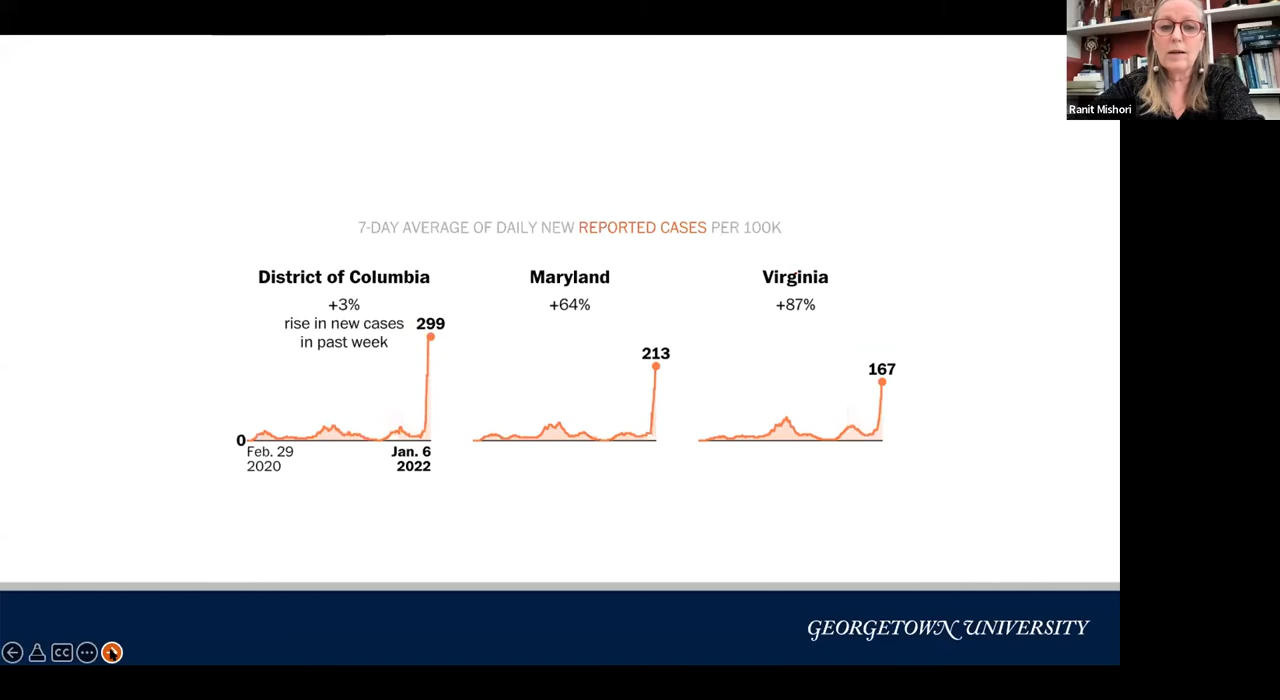 Ranit Mishori
7-DAY AVERAGE OF DAILY NEW REPORTED CASES PER 100K
District of Columbia
+3%
rise in new cases
in past week
299
0
Feb. 29
2020
Jan. 6
2022
Maryland
+64%
213
Virginia
+87%
167
GEORGETOWN UNIVERSITY
CC